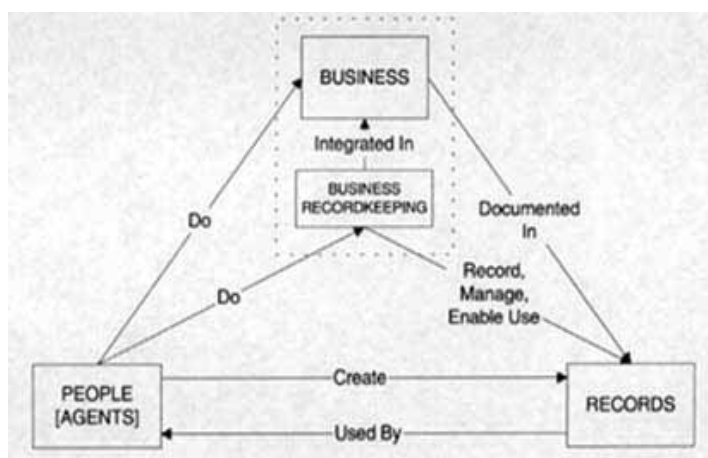 BUSINESS
Integrated In
BUSINESS
RECORDKEEPING
Do
Documented
In
Do
Record,
Manage,
Enable Use
PEOPLE
[AGENTS]
Create
RECORDS
Used By